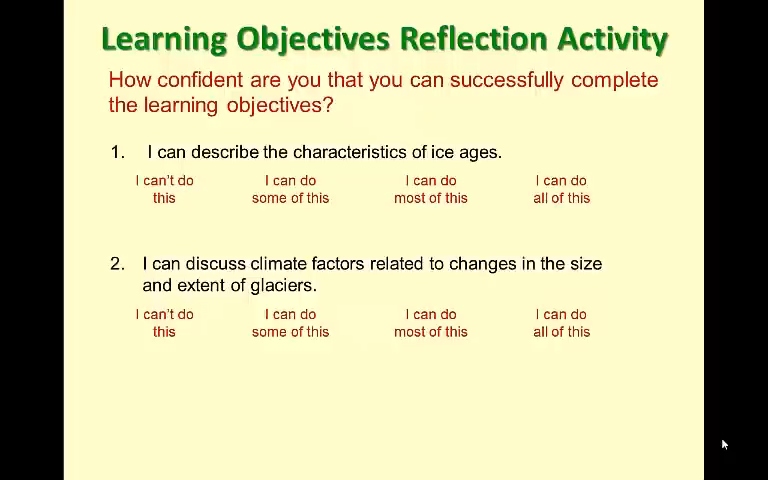 Learning Objectives Reflection Activity
How confident are you that you can successfully complete
the learning objectives?
1. I can describe the characteristics of ice ages.
I can't do I can do I can do I can do
this some of this most of this all of this
2. I can discuss climate factors related to changes in the size
and extent of glaciers.
I can't do I can do I can do I can do
this some of this most of this all of this